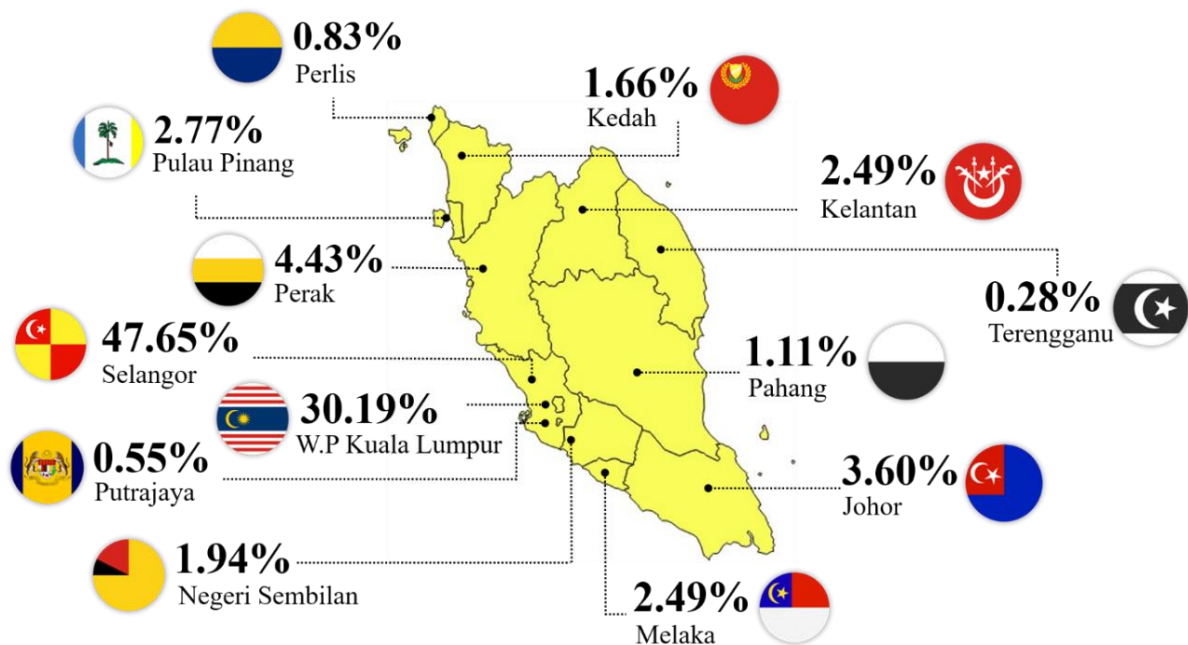 0.83%
Perlis
1.66%
Kedah
2.77%
Pulau Pinang
2.49%
Kelantan
4.43%
Perak
0.28%
Terengganu
47.65%
Selangor
1.11%
Pahang
30.19%
W.P Kuala Lumpur
0.55%
Putrajaya
3.60%
Johor
1.94%
Negeri Sembilan
2.49%
Melaka